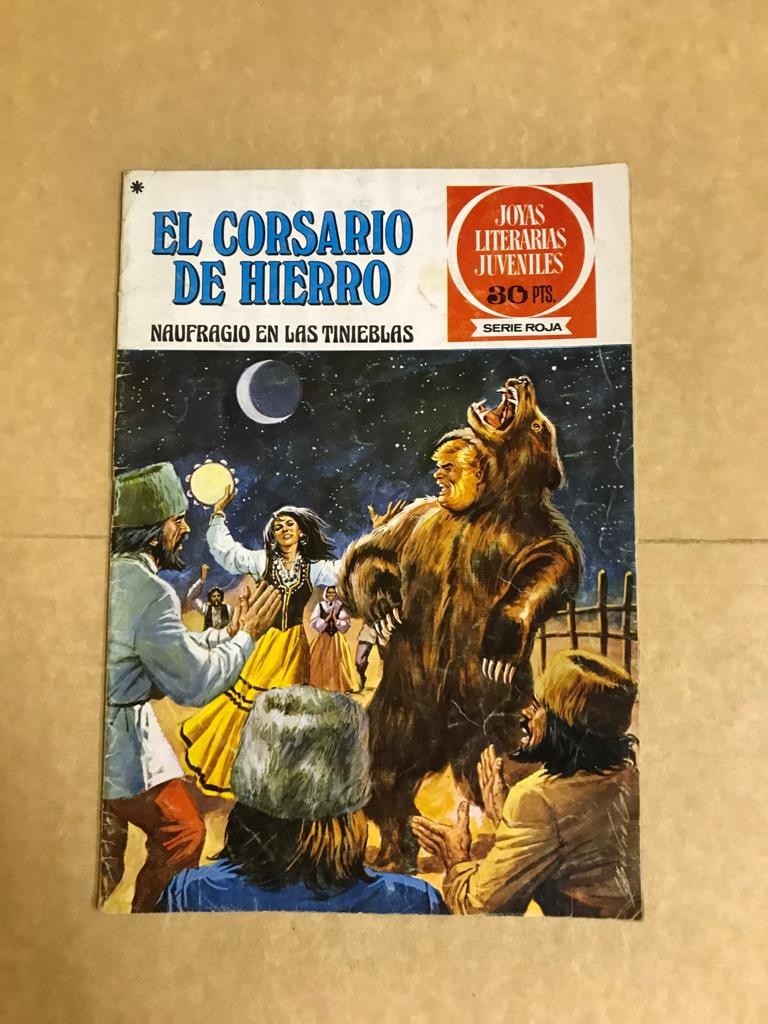 EL CORSARIO
DE HIERRO
NAUFRAGIO EN LAS TINIEBLAS
JOYAS
LITERARIAS
JUVENILES
30 PTS.
SERIE ROJA